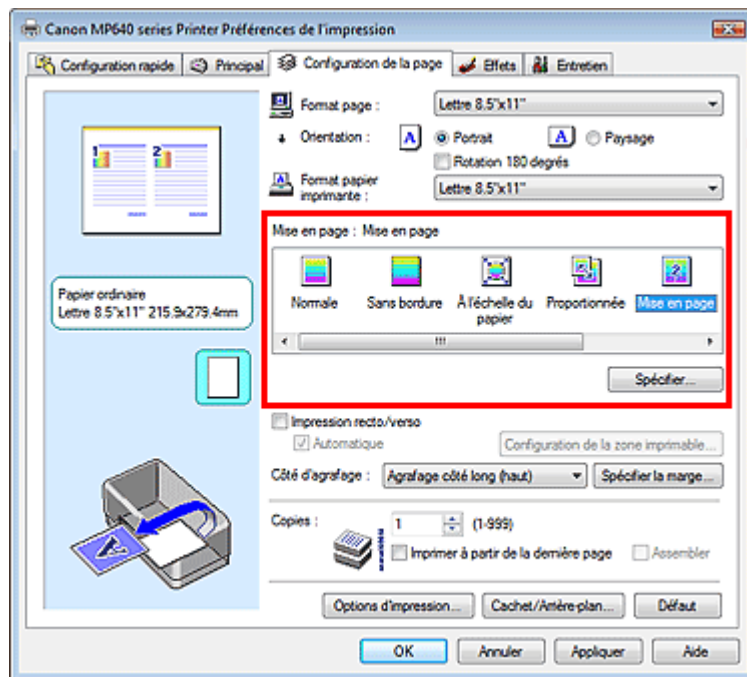 Canon MP640 series Printer Préférences de l'impression
Configuration rapide Principal Configuration de la page Effets Entretien
Format page : Lettre 8.5"x11"
Orientation : A Portrait A Paysage
Rotation 180 degrés
Format papier imprimante : Lettre 8.5"x11"
1 2
Mise en page : Mise en page
Normale Sans bordure À l'échelle du papier Proportionnée Mise en page
Papier ordinaire
Lettre 8.5"x11" 215.9x279.4mm
Spécifier...
Impression recto/verso
Automatique Configuration de la zone imprimable...
Côté d'agrafage : Agrafage côté long (haut) Spécifier la marge...
Copies : 1 (1-999)
Imprimer à partir de la dernière page Assembler
Options d'impression... Cachet/Arrière-plan... Défaut
OK Annuler Appliquer Aide